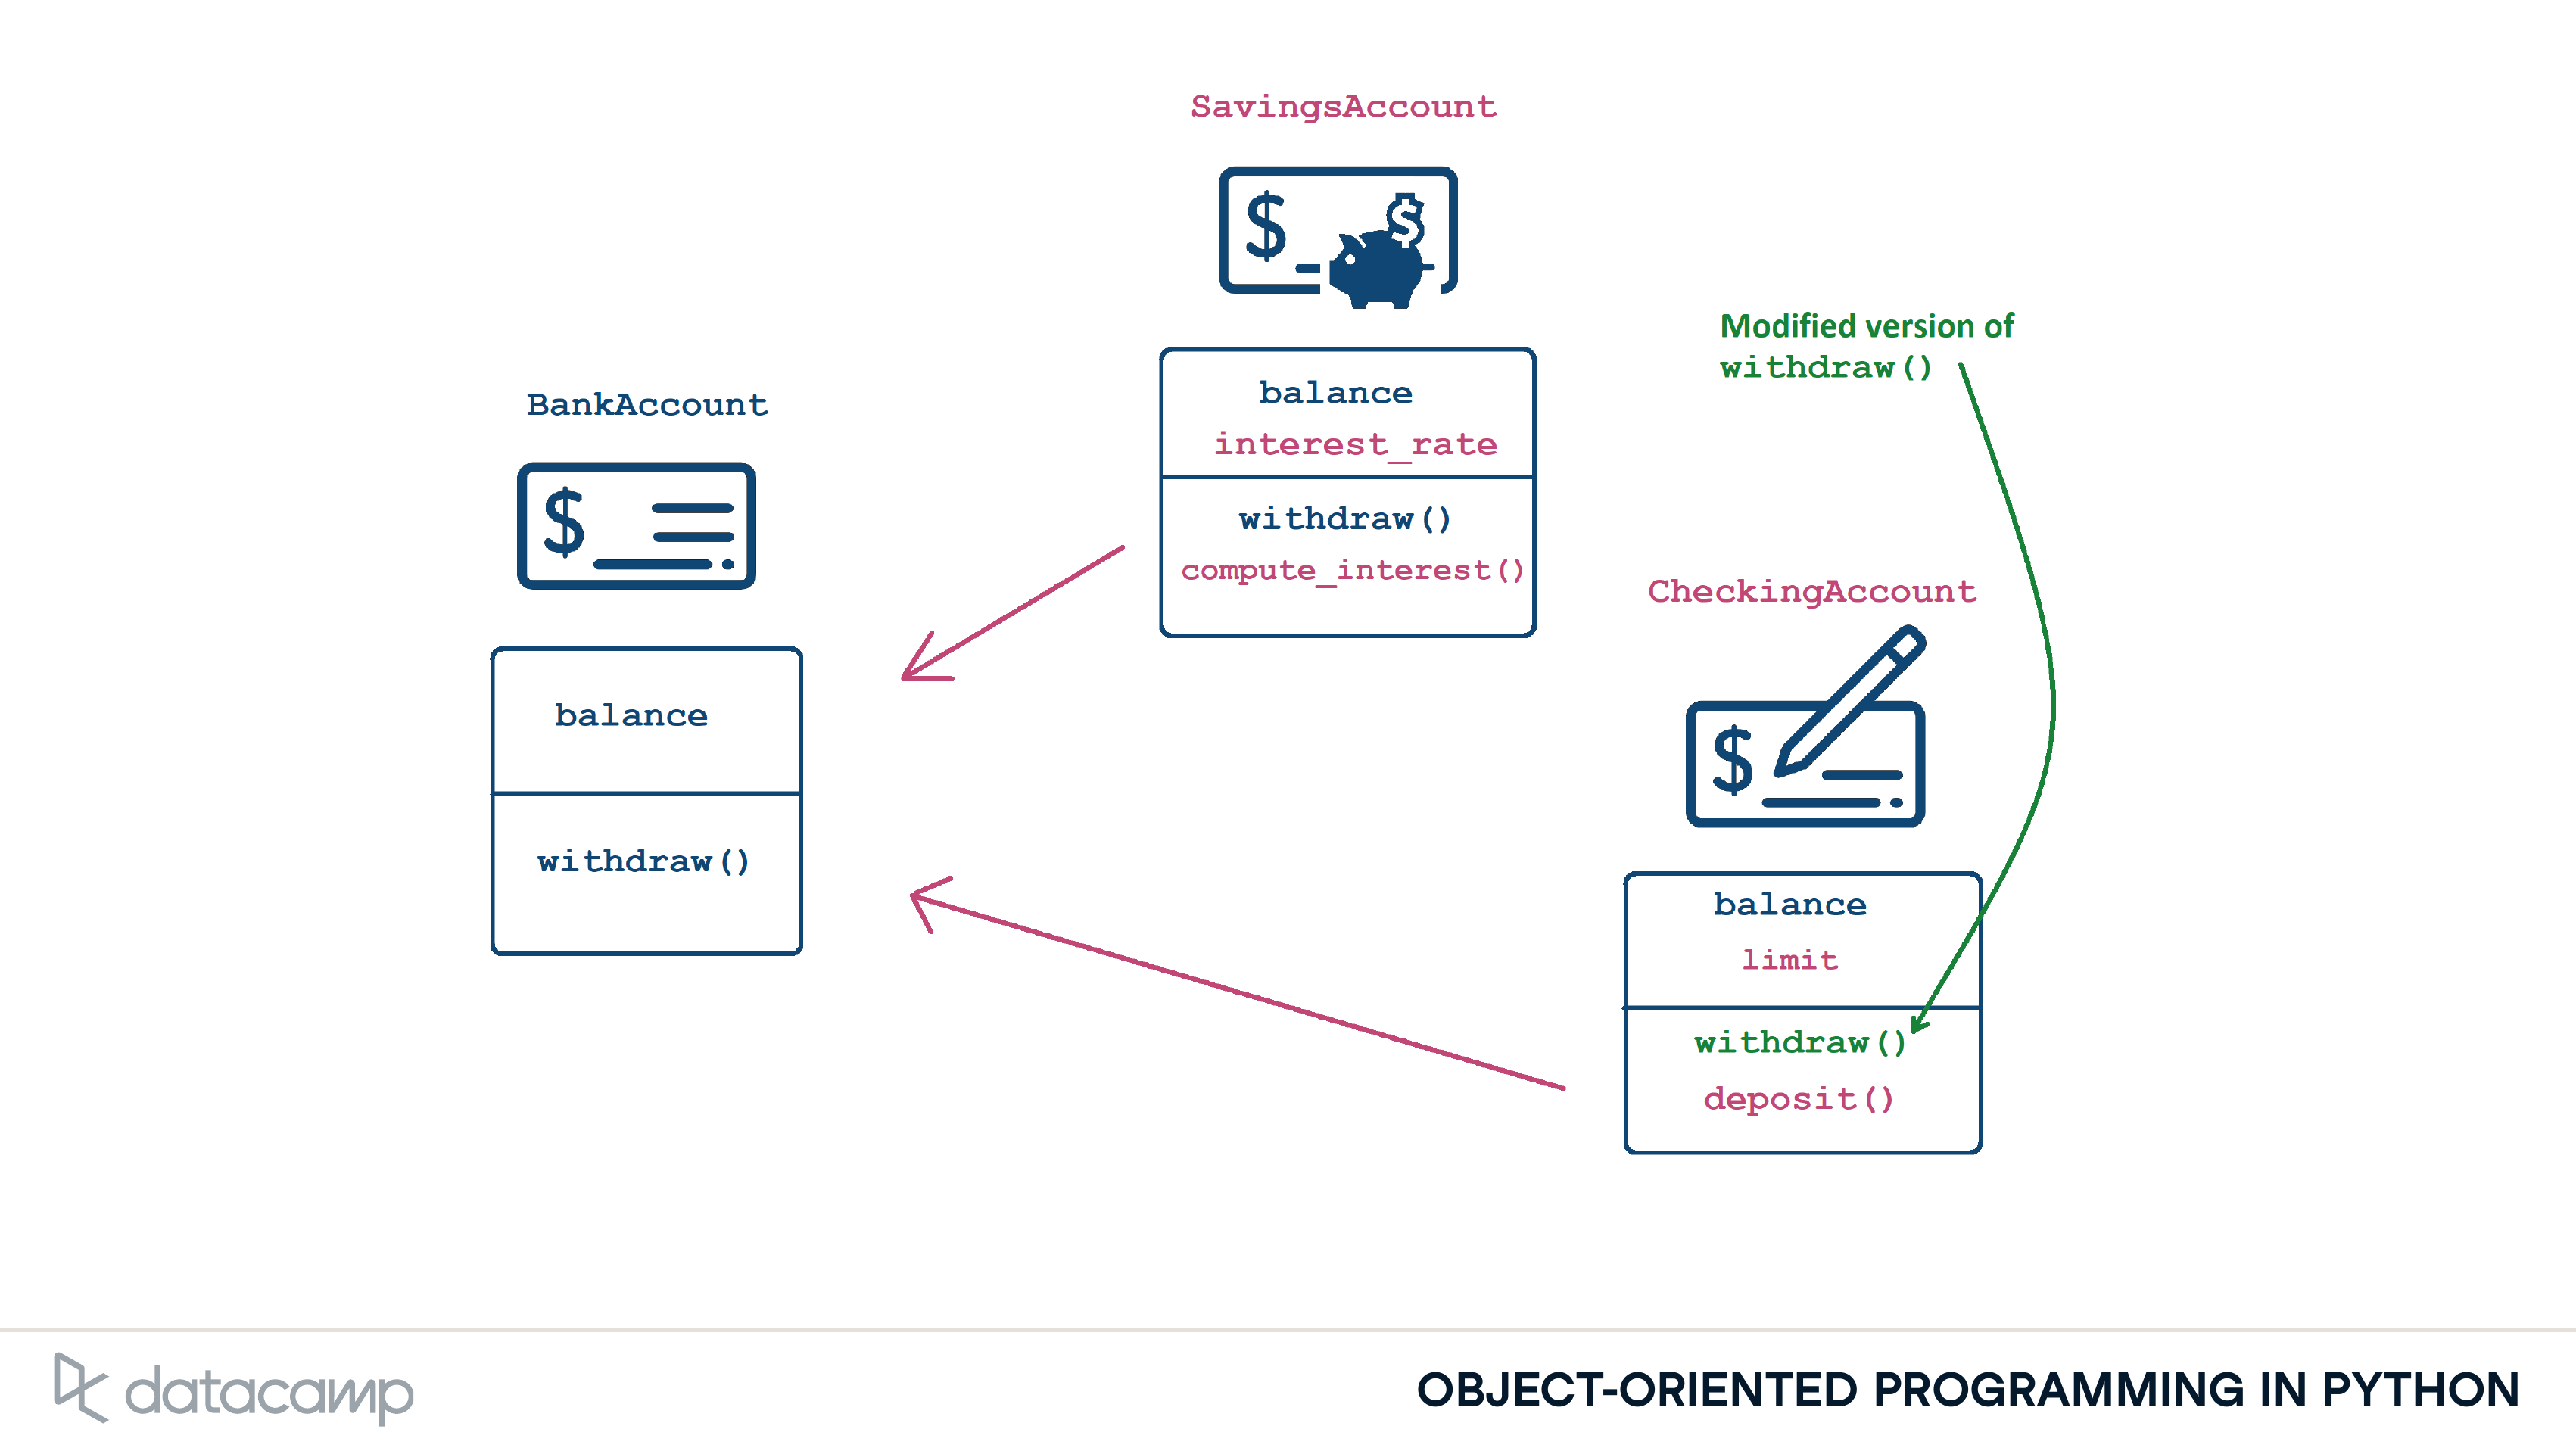 SavingsAccount
$
$
balance
interest_rate
withdraw()
compute_interest()
BankAccount
$
balance
withdraw()
Modified version of
withdraw()
CheckingAccount
$
balance
limit
withdraw()
deposit()
datacamp
OBJECT-ORIENTED PROGRAMMING IN PYTHON